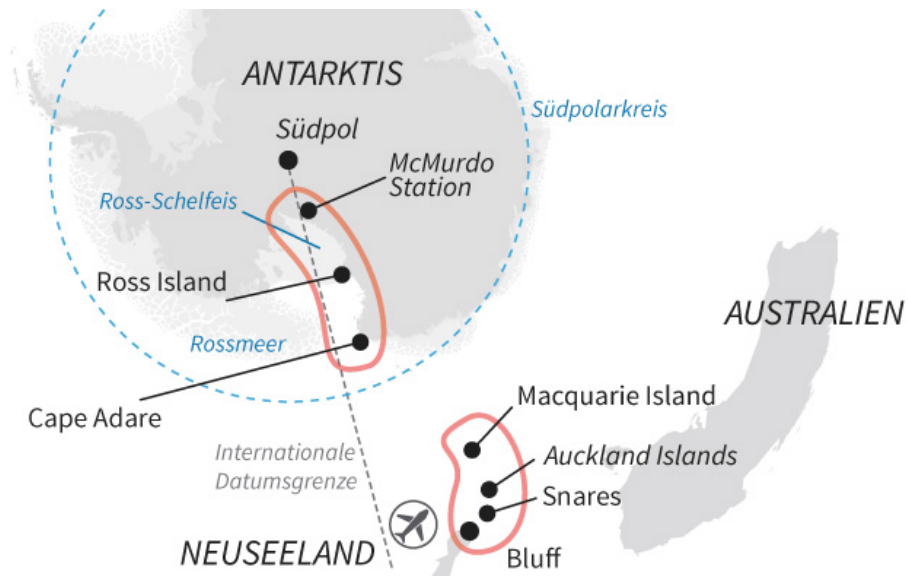 ANTARKTIS
Südpolarkreis
Südpol
McMurdo
Station
Ross-Schelfeis
Ross Island
AUSTRALIEN
Rossmeer
Macquarie Island
Cape Adare
Internationale
Datumsgrenze
Auckland Islands
Snares
NEUSEELAND
Bluff